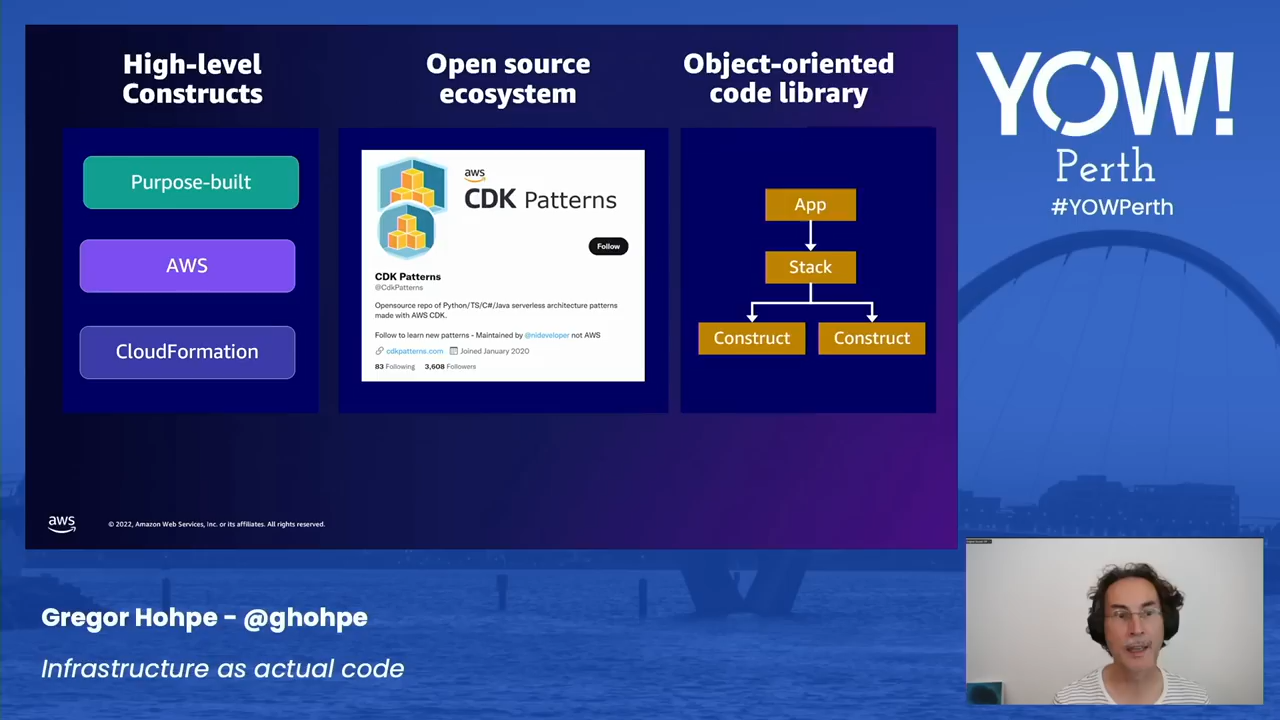 High-level
Constructs
Purpose-built
AWS
CloudFormation
Open source
ecosystem
aws
CDK Patterns
Follow
CDK Patterns
@CdkPatterns
Opensource repo of Python/TS/C#/Java serverless architecture patterns
made with AWS CDK.
Follow to learn new patterns - Maintained by @nideveloper not AWS
cdkpatterns.com Joined January 2020
83 Following 3,608 Followers
Object-oriented
code library
App
Stack
Construct Construct
aws
© 2022, Amazon Web Services, Inc. or its affiliates. All rights reserved.
YOW!
Perth
#YOWPerth
Gregor Hohpe - @ghohpe
Infrastructure as actual code